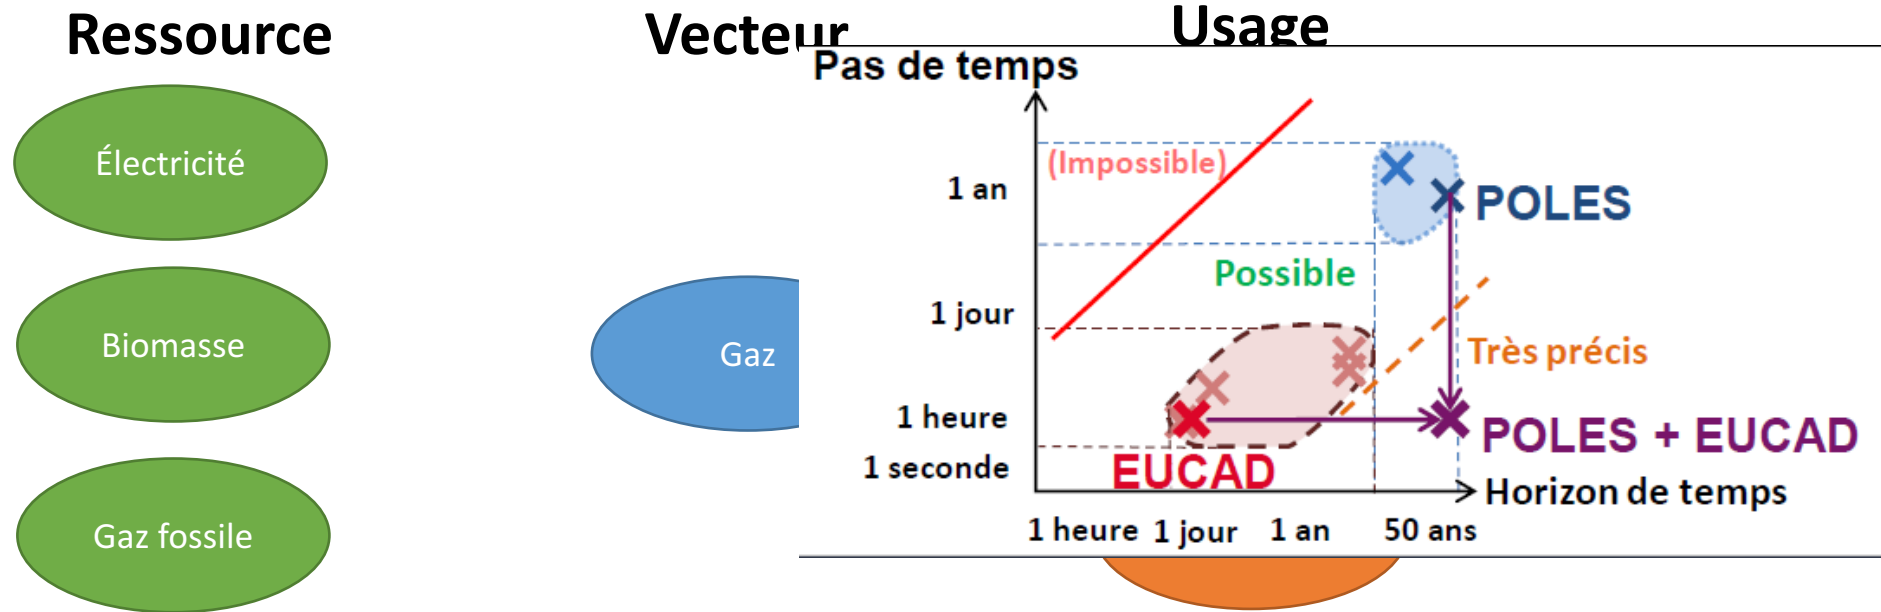 Ressource
Vecteur
Usage
Électricité
Biomasse
Gaz fossile
Gaz
Pas de temps
(Impossible)
1 an
POLES
Possible
1 jour
Très précis
1 heure
POLES + EUCAD
1 seconde
EUCAD
Horizon de temps
1 heure 1 jour 1 an 50 ans